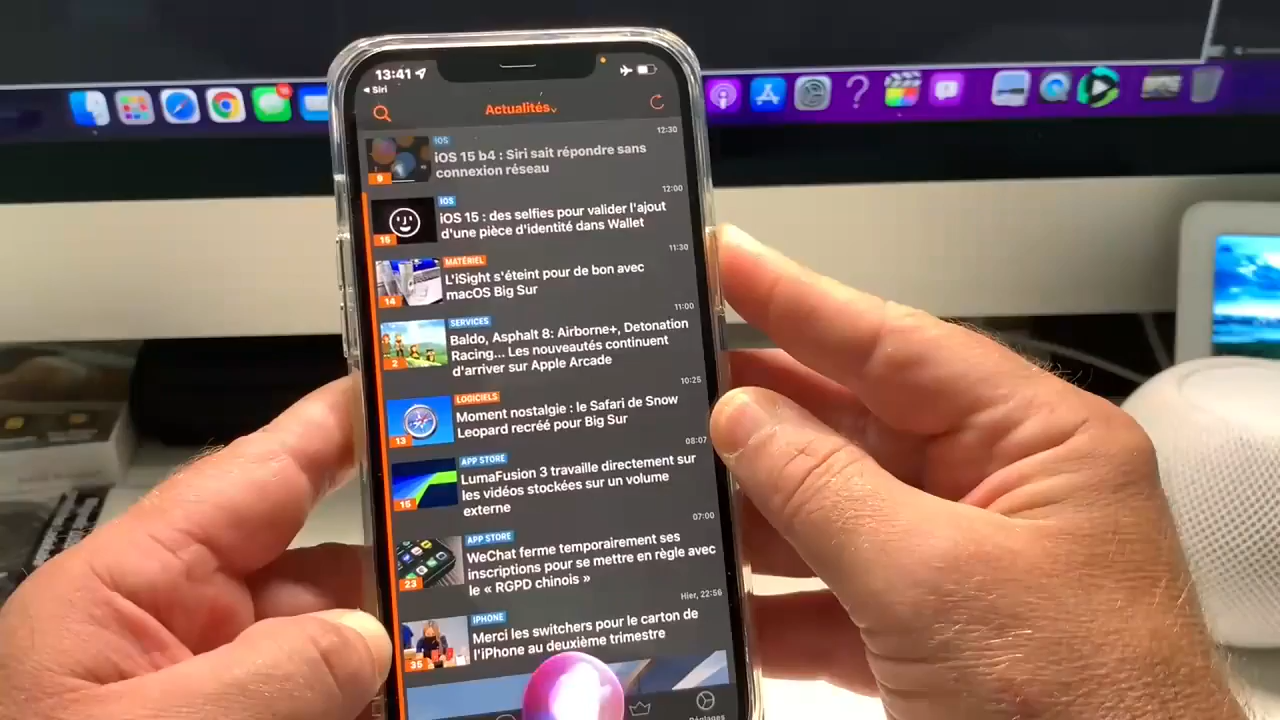 13:41
Siri
Actualités
12:30
iOS
iOS 15 b4 : Siri sait répondre sans
connexion réseau
9
12:00
iOS
iOS 15 : des selfies pour valider l'ajout
d'une pièce d'identité dans Wallet
15
11:30
MATÉRIEL
L'iSight s'éteint pour de bon avec
macOS Big Sur
14
11:00
SERVICES
Baldo, Asphalt 8: Airborne+, Detonation
Racing... Les nouveautés continuent
d'arriver sur Apple Arcade
2
10:25
LOGICIELS
Moment nostalgie : le Safari de Snow
Leopard recréé pour Big Sur
13
08:07
APP STORE
LumaFusion 3 travaille directement sur
les vidéos stockées sur un volume
externe
15
07:00
APP STORE
WeChat ferme temporairement ses
inscriptions pour se mettre en règle avec
le « RGPD chinois »
23
Hier, 22:56
IPHONE
Merci les switchers pour le carton de
l'iPhone au deuxième trimestre
35
Réglages